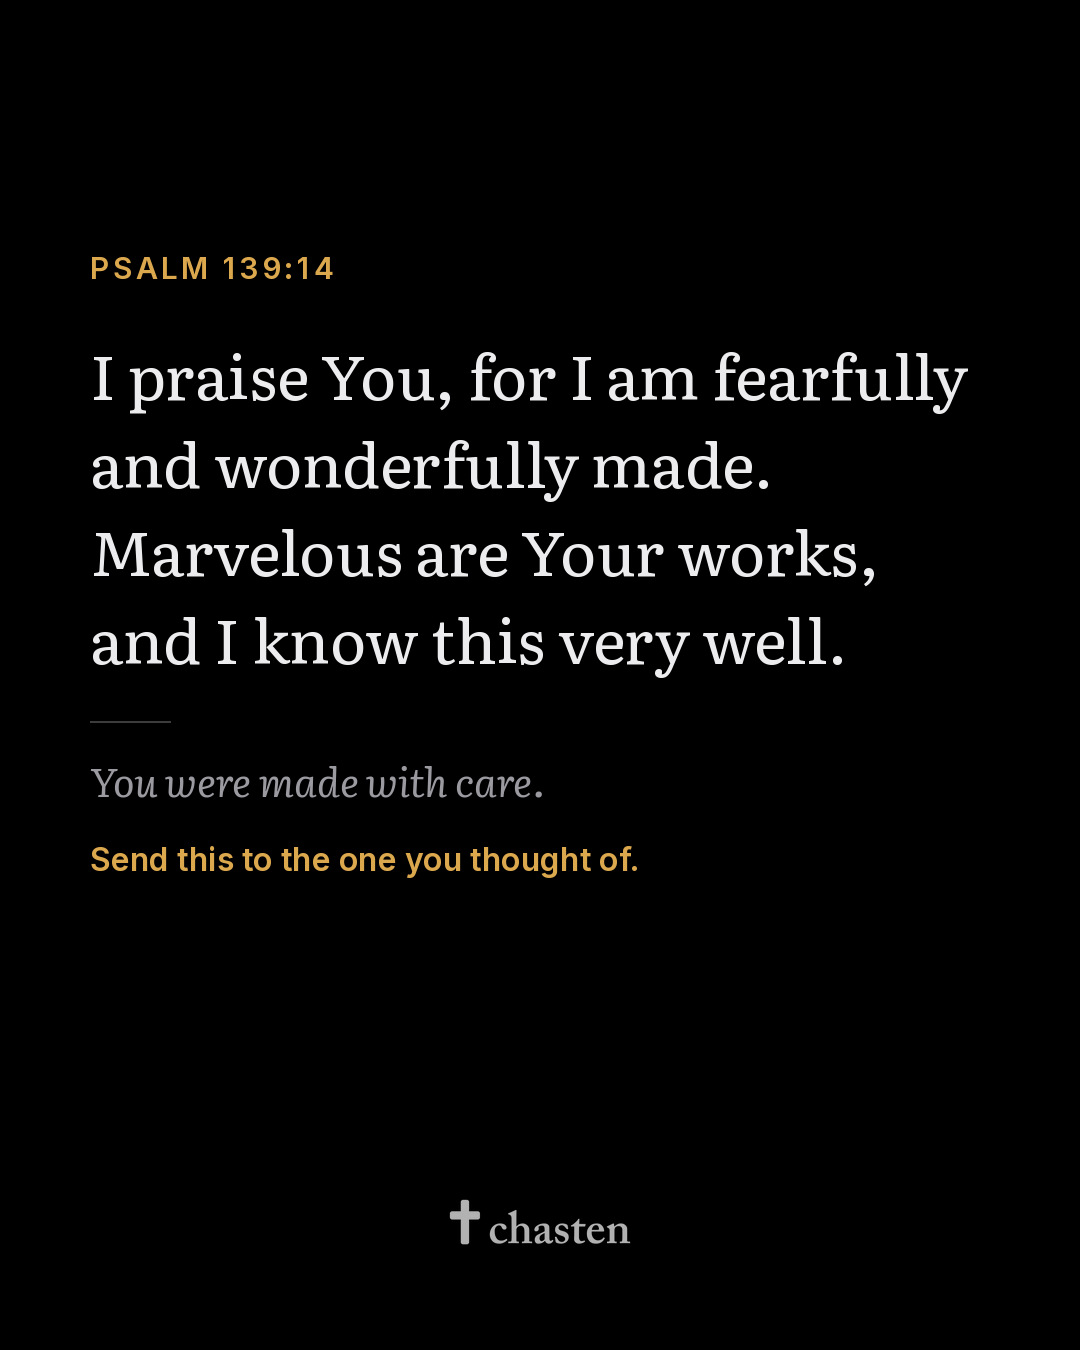 PSALM 139:14
I praise You, for I am fearfully
and wonderfully made.
Marvelous are Your works,
and I know this very well.
You were made with care.
Send this to the one you thought of.
chasten